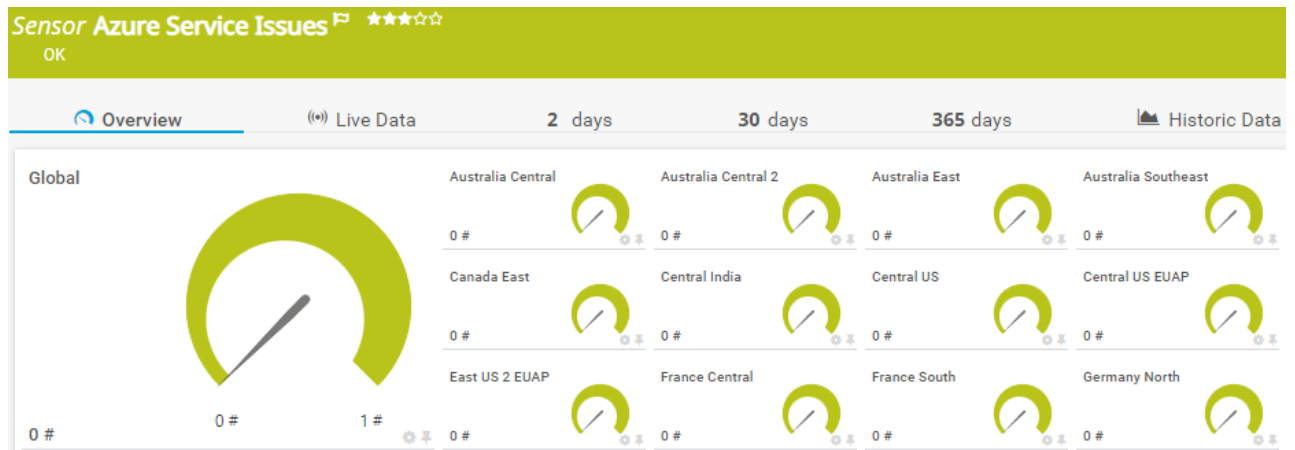 Sensor Azure Service Issues
OK
Overview Live Data 2 days 30 days 365 days Historic Data
Global
0 #
1 #
0 #
Australia Central Australia Central 2 Australia East Australia Southeast
0 # 0 # 0 # 0 #
Canada East Central India Central US Central US EUAP
0 # 0 # 0 # 0 #
East US 2 EUAP France Central France South Germany North
0 # 0 # 0 # 0 #